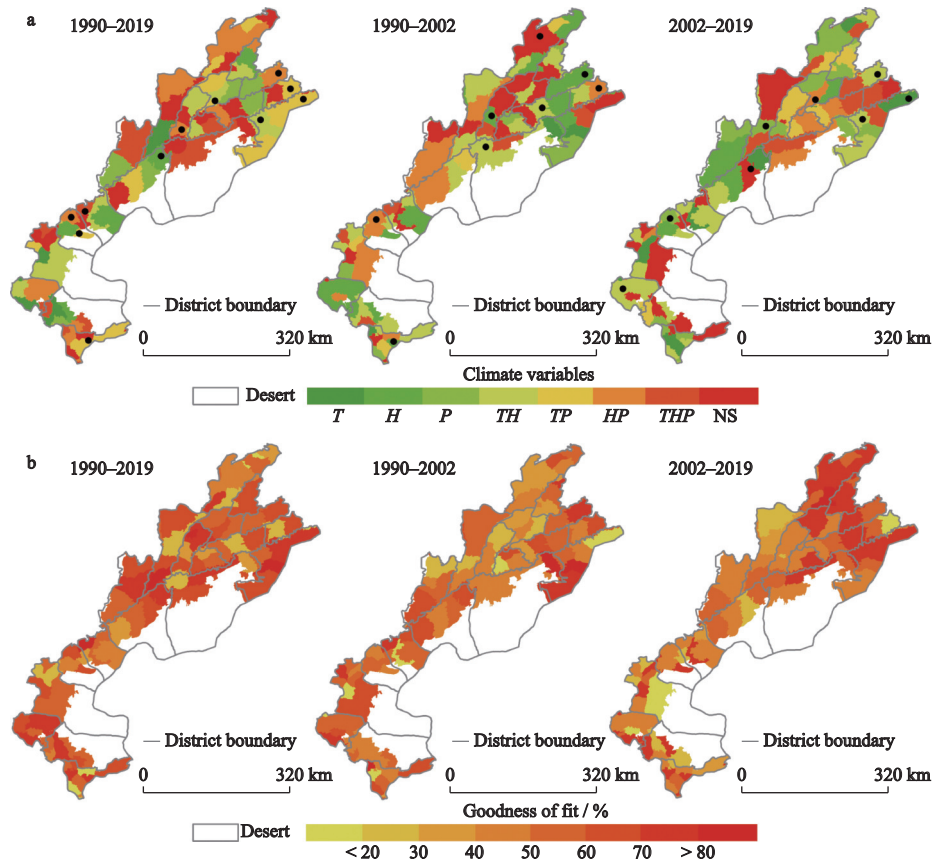 a
1990–2019 1990–2002 2002–2019
District boundary District boundary District boundary
0 320 km 0 320 km 0 320 km
Climate variables
Desert
T H P TH TP HP THP NS
b
1990–2019 1990–2002 2002–2019
District boundary District boundary District boundary
0 320 km 0 320 km 0 320 km
Goodness of fit / %
Desert
< 20 30 40 50 60 70 > 80